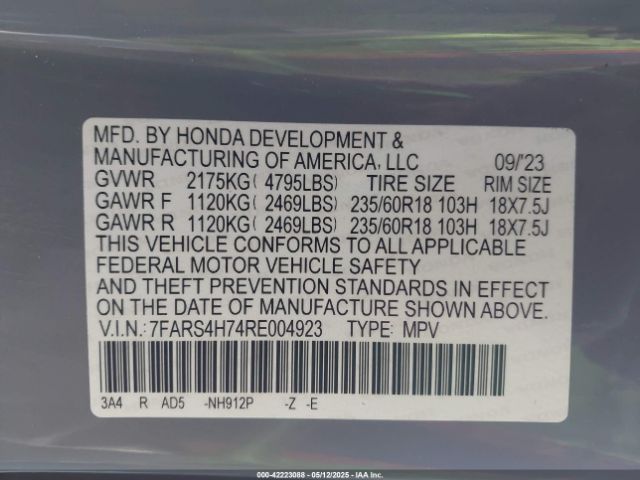 MFD. BY HONDA DEVELOPMENT &
MANUFACTURING OF AMERICA, LLC 09/'23
GVWR 2175KG( 4795LBS) TIRE SIZE RIM SIZE
GAWR F 1120KG( 2469LBS) 235/60R18 103H 18X7.5J
GAWR R 1120KG( 2469LBS) 235/60R18 103H 18X7.5J
THIS VEHICLE CONFORMS TO ALL APPLICABLE
FEDERAL MOTOR VEHICLE SAFETY
AND THEFT PREVENTION STANDARDS IN EFFECT
ON THE DATE OF MANUFACTURE SHOWN ABOVE.
V.I.N.:7FARS4H74RE004923 TYPE: MPV
3A4 R AD5 -NH912P -Z -E
000-42223088 - 05/12/2025 - IAAI.COM